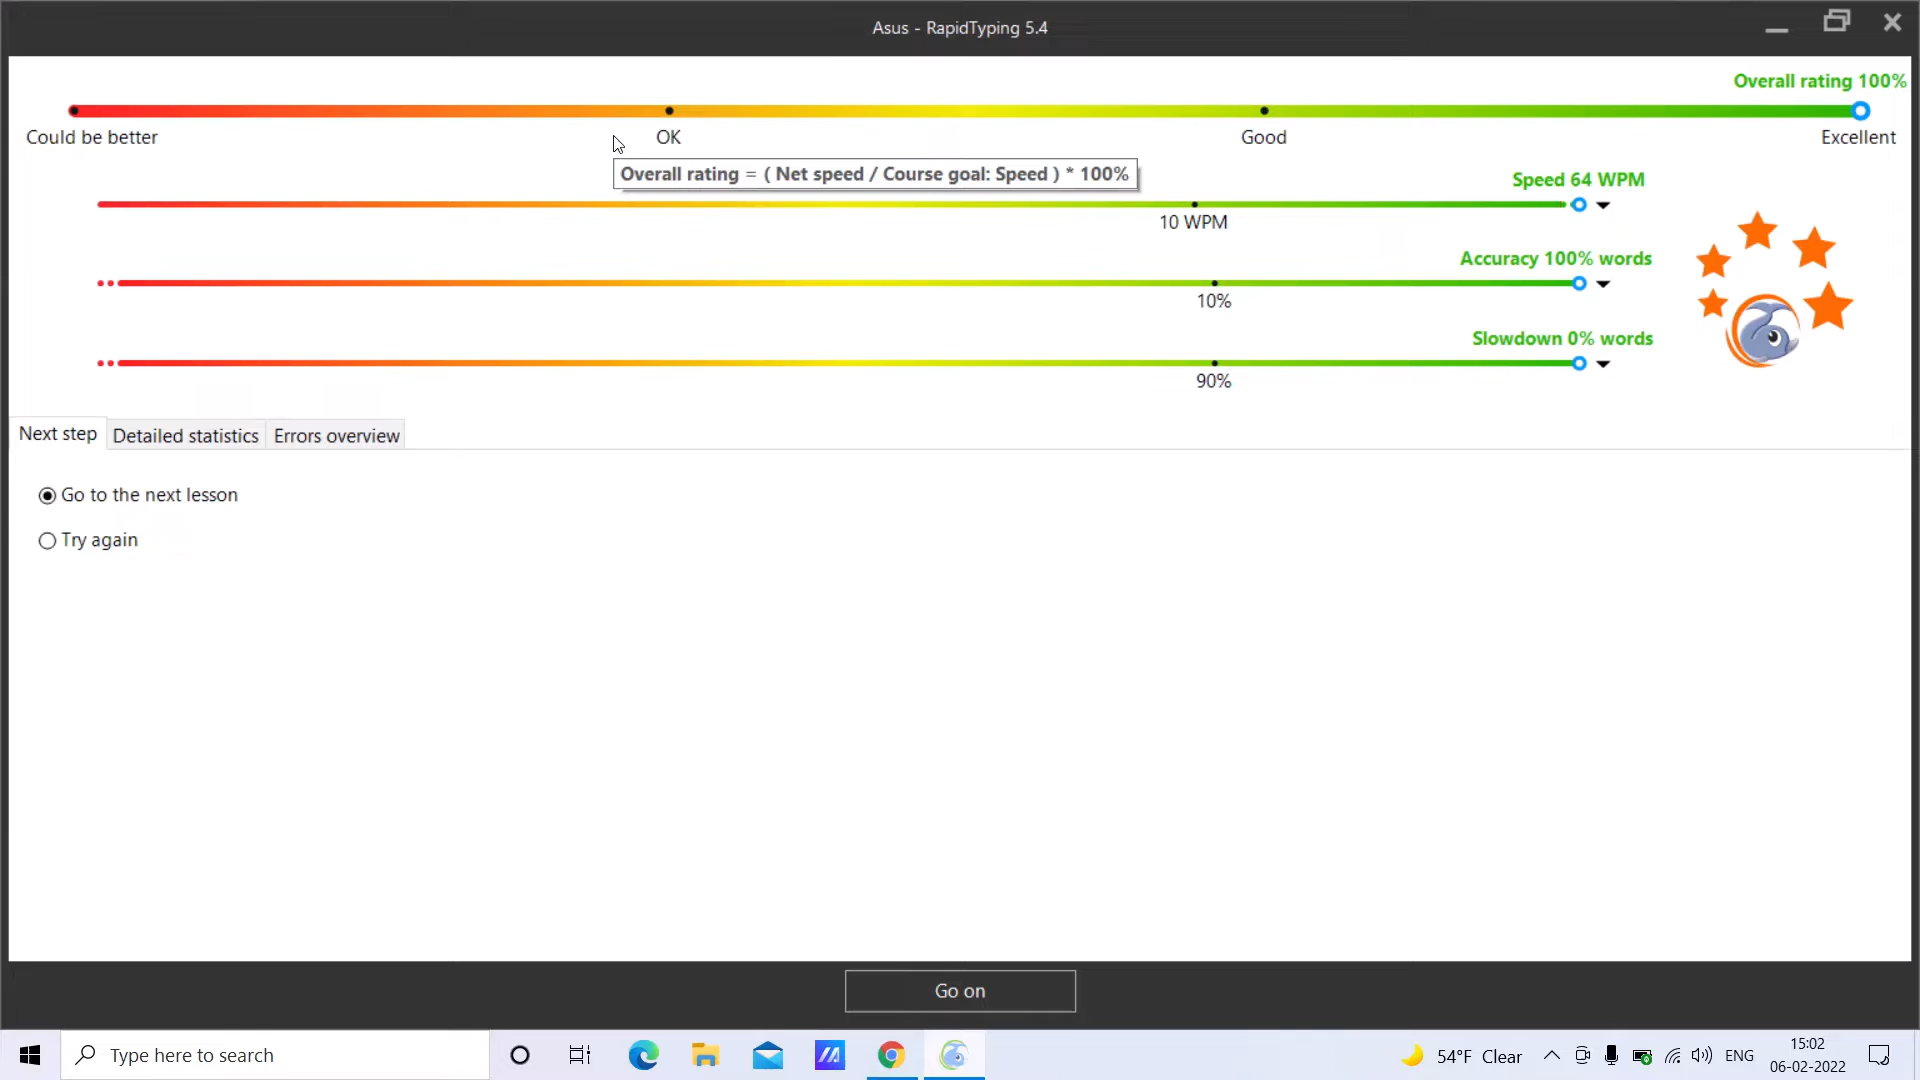 Asus - RapidTyping 5.4
Overall rating 100%
Could be better
OK
Good
Excellent
Overall rating = ( Net speed / Course goal: Speed ) * 100%
Speed 64 WPM
10 WPM
Accuracy 100% words
10%
Slowdown 0% words
90%
Next step
Detailed statistics
Errors overview
Go to the next lesson
Try again
Go on
Type here to search
54°F Clear
ENG
15:02
06-02-2022